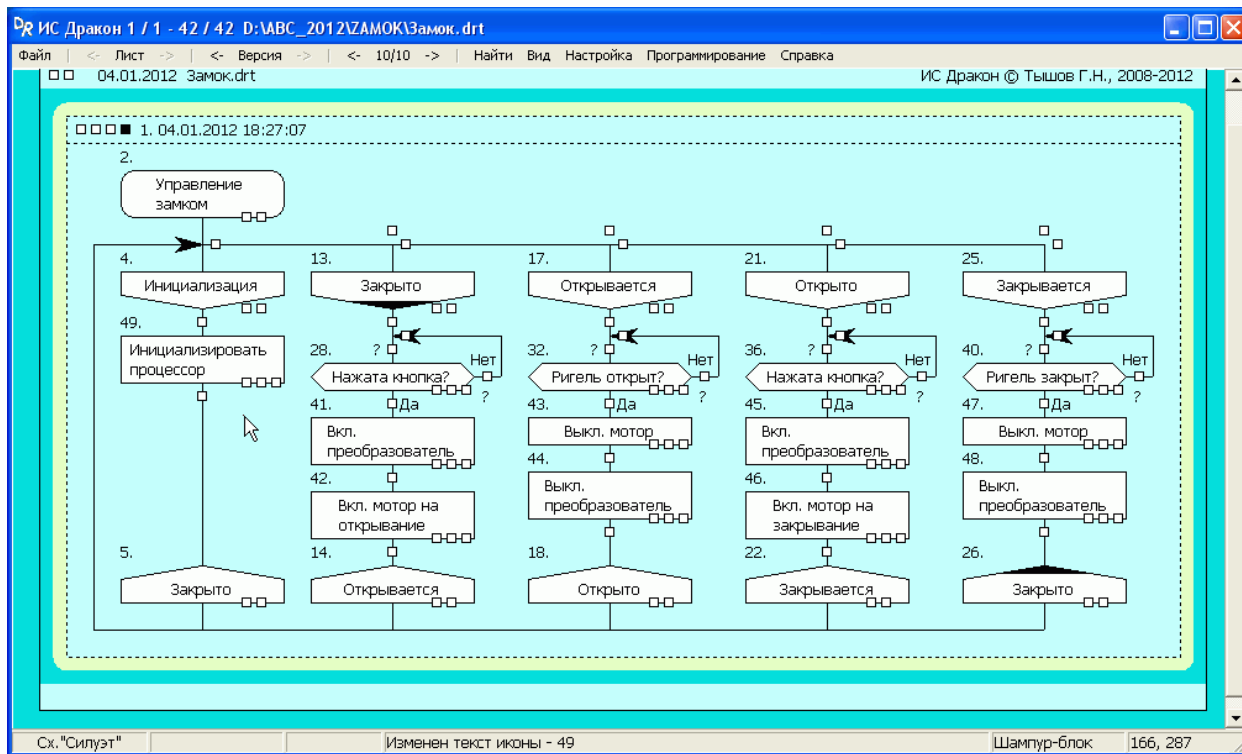 ИС Дракон 1 / 1 - 42 / 42 D:\ABC_2012\ZAMOK\Замок.drt
Файл | <- Лист -> | <- Версия -> | <- 10/10 -> | Найти Вид Настройка Программирование Справка
04.01.2012 Замок.drt ИС Дракон © Тышов Г.Н., 2008-2012
1. 04.01.2012 18:27:07
2.
Управление
замком
4. 13. 17. 21. 25.
Инициализация Закрыто Открывается Открыто Закрывается
49.
Инициализировать
процессор
28. ? 32. ? 36. ? 40. ?
Нет Нет Нет Нет
Нажата кнопка? Ригель открыт? Нажата кнопка? Ригель закрыт?
? ? ? ?
41. Да 43. Да 45. Да 47. Да
Вкл.
преобразователь
Выкл. мотор
Вкл.
преобразователь
Выкл. мотор
42. 44. 46. 48.
Вкл. мотор на
открывание
Выкл.
преобразователь
Вкл. мотор на
закрывание
Выкл.
преобразователь
5. 14. 18. 22. 26.
Закрыто Открывается Открыто Закрывается Закрыто
Сх."Силуэт" Изменен текст иконы - 49 Шампур-блок 166, 287